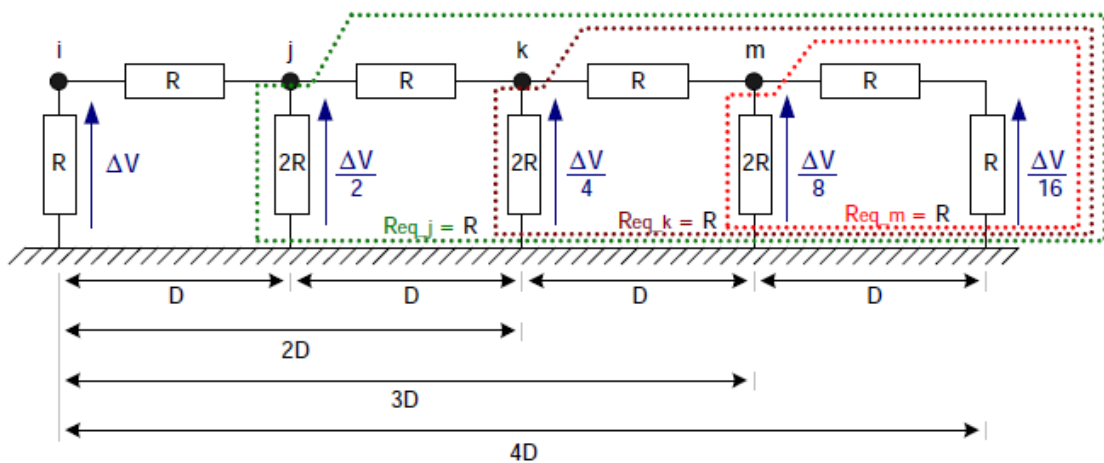 i j k m
R R R R
R ΔV 2R ΔV/2 2R ΔV/4 2R ΔV/8 R ΔV/16
Req_j = R Req_k = R Req_m = R
D D D D
2D
3D
4D